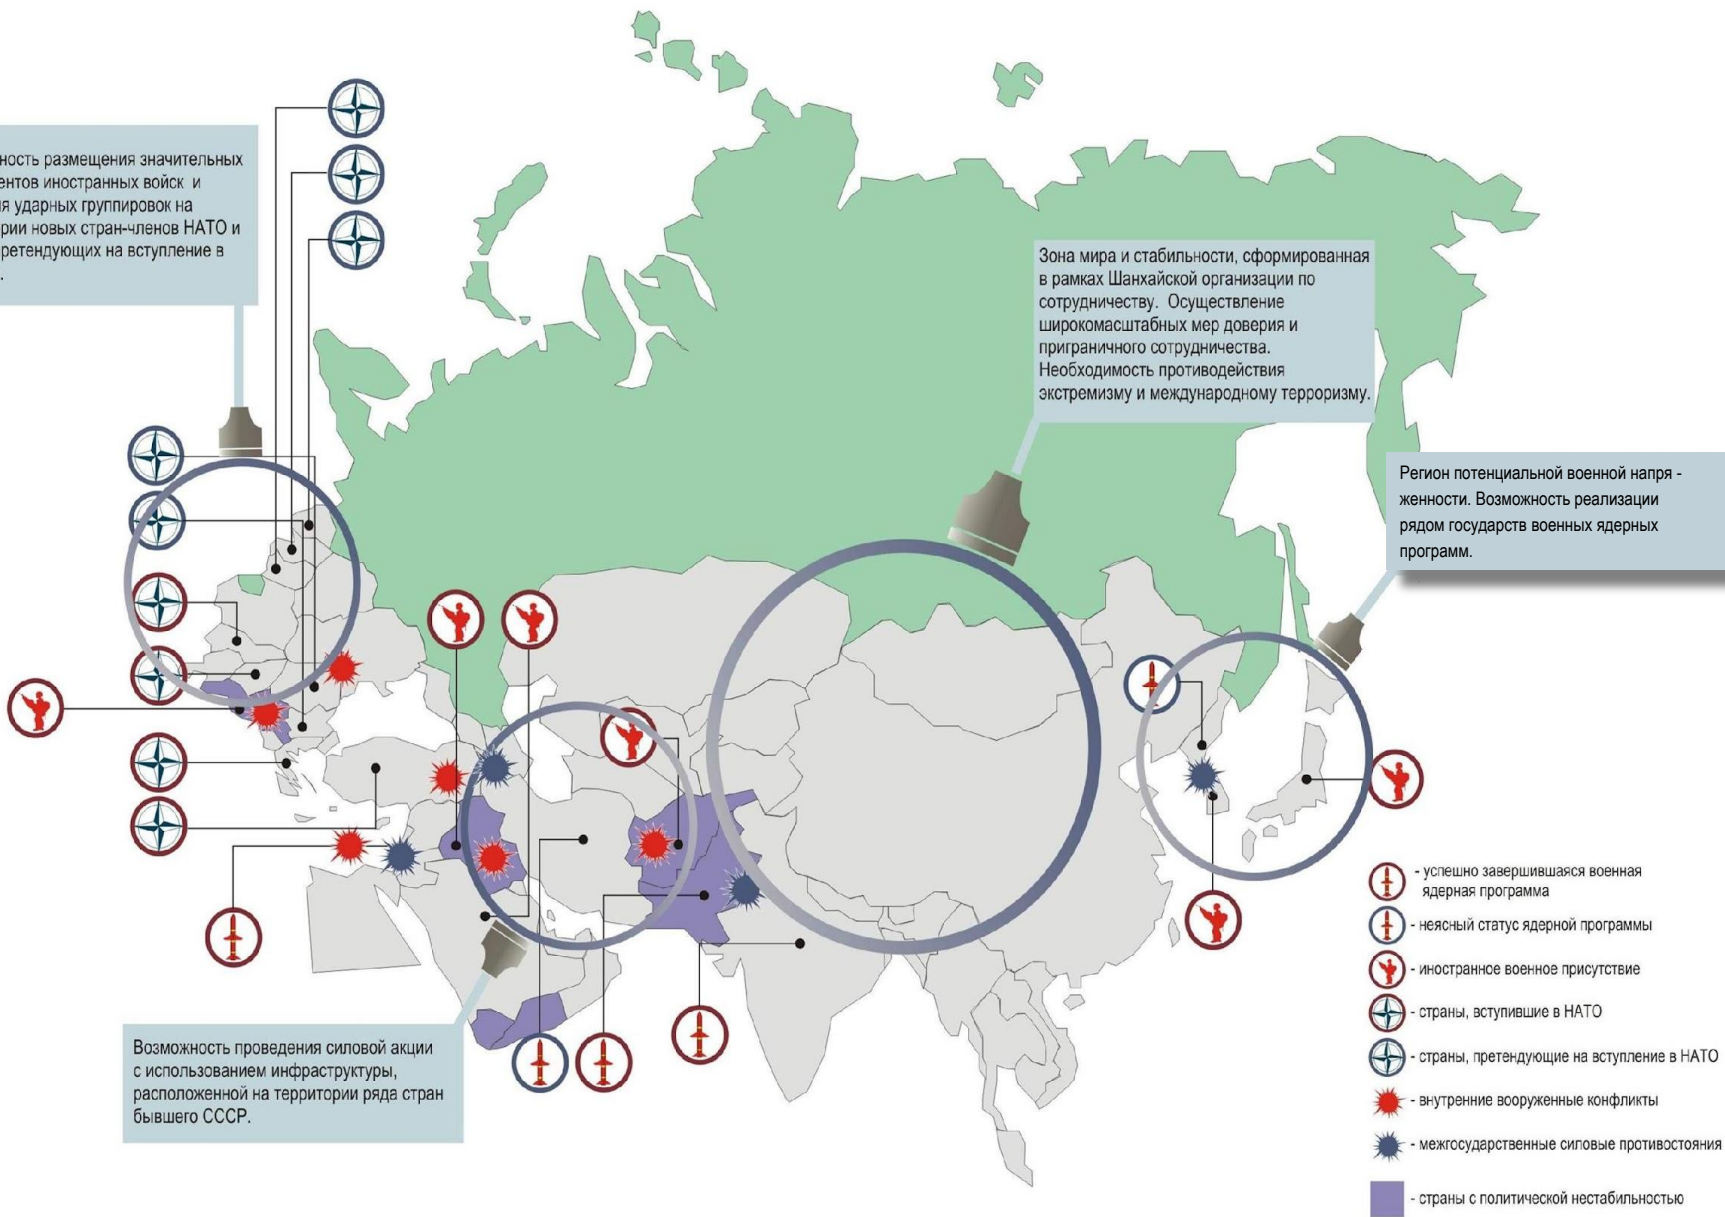 ность размещения значительных
ентов иностранных войск и
я ударных группировок на
рии новых стран-членов НАТО и
ретендующих на вступление в
.
Зона мира и стабильности, сформированная
в рамках Шанхайской организации по
сотрудничеству. Осуществление
широкомасштабных мер доверия и
приграничного сотрудничества.
Необходимость противодействия
экстремизму и международному терроризму.
Регион потенциальной военной напря -
женности. Возможность реализации
рядом государств военных ядерных
программ.
Возможность проведения силовой акции
с использованием инфраструктуры,
расположенной на территории ряда стран
бывшего СССР.
- успешно завершившаяся военная
ядерная программа
- неясный статус ядерной программы
- иностранное военное присутствие
- страны, вступившие в НАТО
- страны, претендующие на вступление в НАТО
- внутренние вооруженные конфликты
- межгосударственные силовые противостояния
- страны с политической нестабильностью